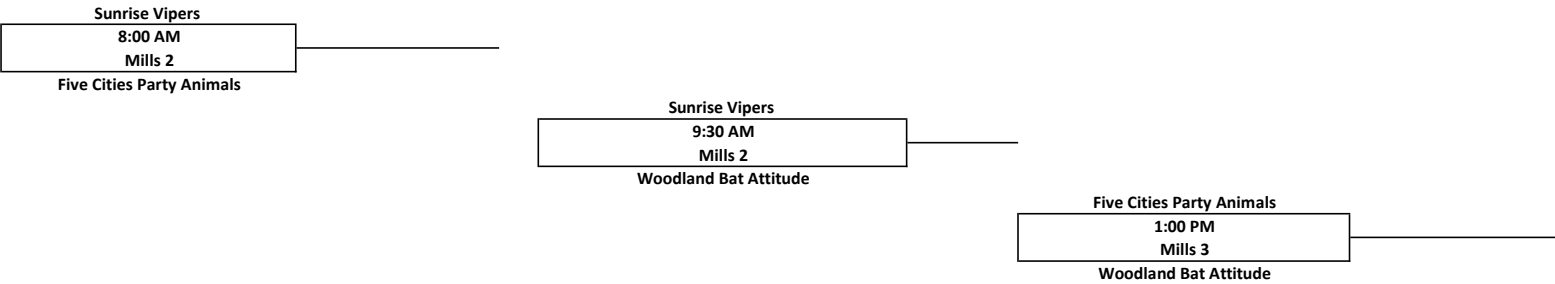 Sunrise Vipers
8:00 AM
Mills 2
Five Cities Party Animals
Sunrise Vipers
9:30 AM
Mills 2
Woodland Bat Attitude
Five Cities Party Animals
1:00 PM
Mills 3
Woodland Bat Attitude